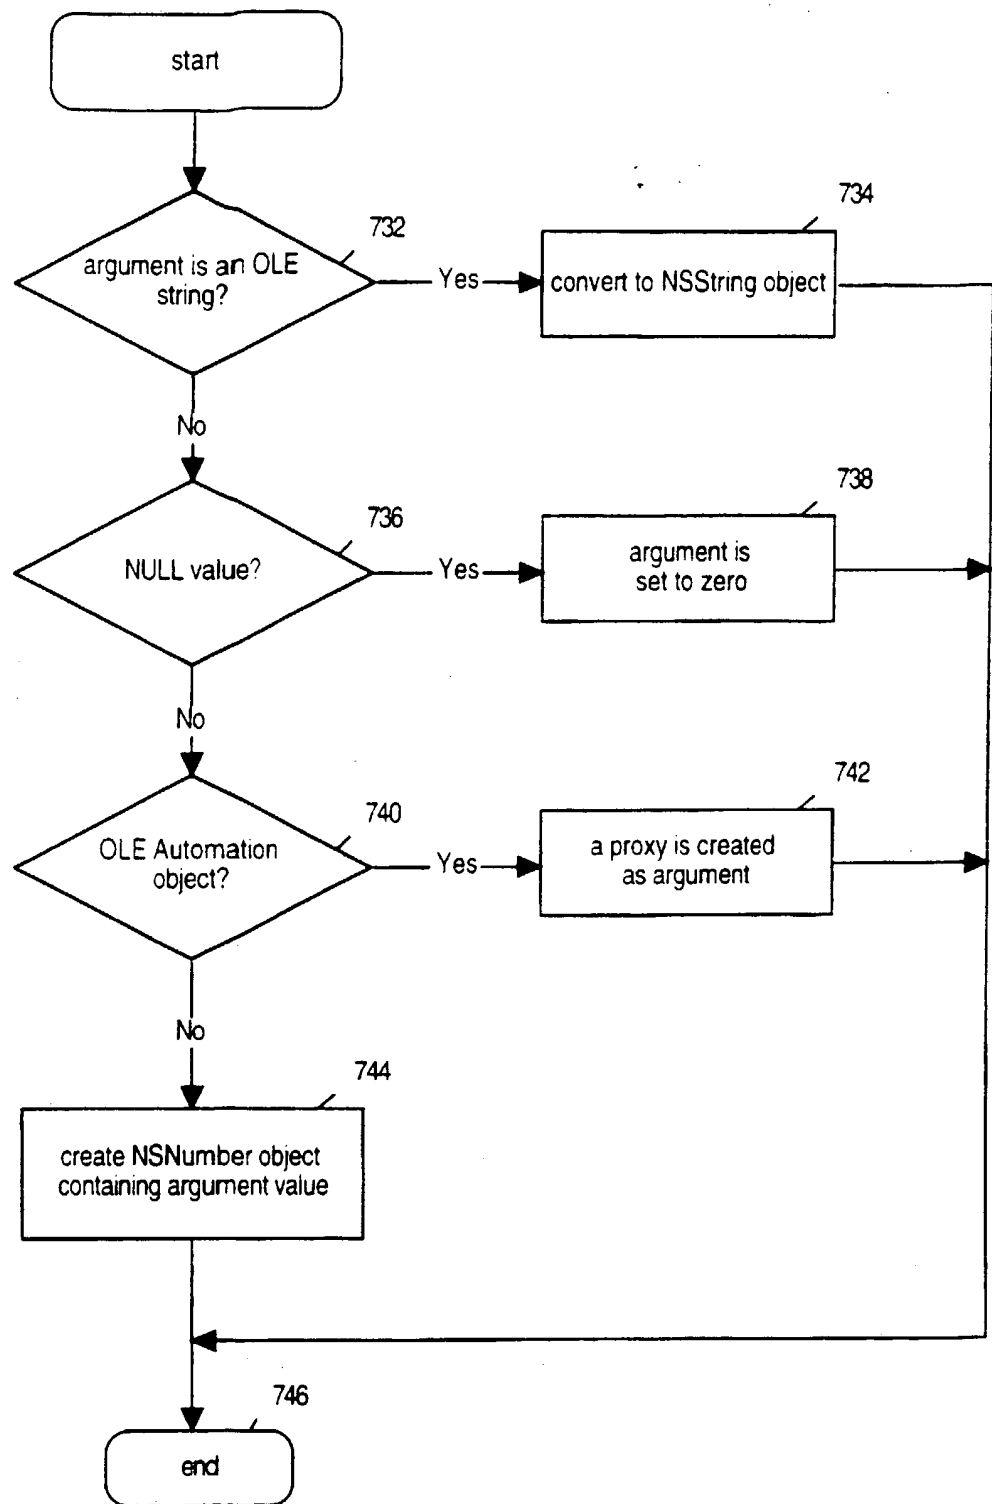 start
732
argument is an OLE
string?
Yes
734
convert to NSString object
No
736
NULL value?
Yes
738
argument is
set to zero
No
740
OLE Automation
object?
Yes
742
a proxy is created
as argument
No
744
create NSNumber object
containing argument value
746
end